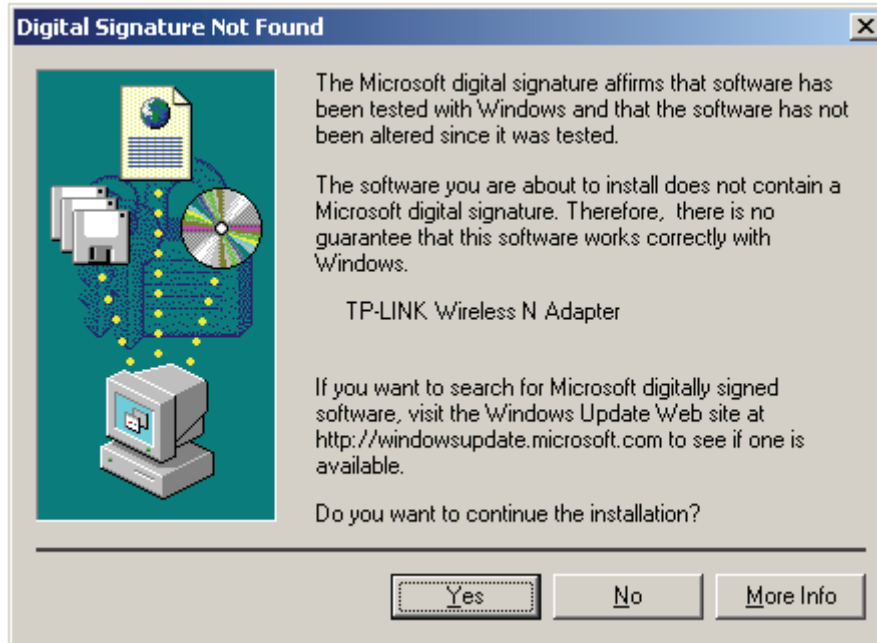 Digital Signature Not Found
The Microsoft digital signature affirms that software has
been tested with Windows and that the software has not
been altered since it was tested.
The software you are about to install does not contain a
Microsoft digital signature. Therefore,  there is no
guarantee that this software works correctly with
Windows.
TP-LINK Wireless N Adapter
If you want to search for Microsoft digitally signed
software, visit the Windows Update Web site at
http://windowsupdate.microsoft.com to see if one is
available.
Do you want to continue the installation?
Yes No More Info